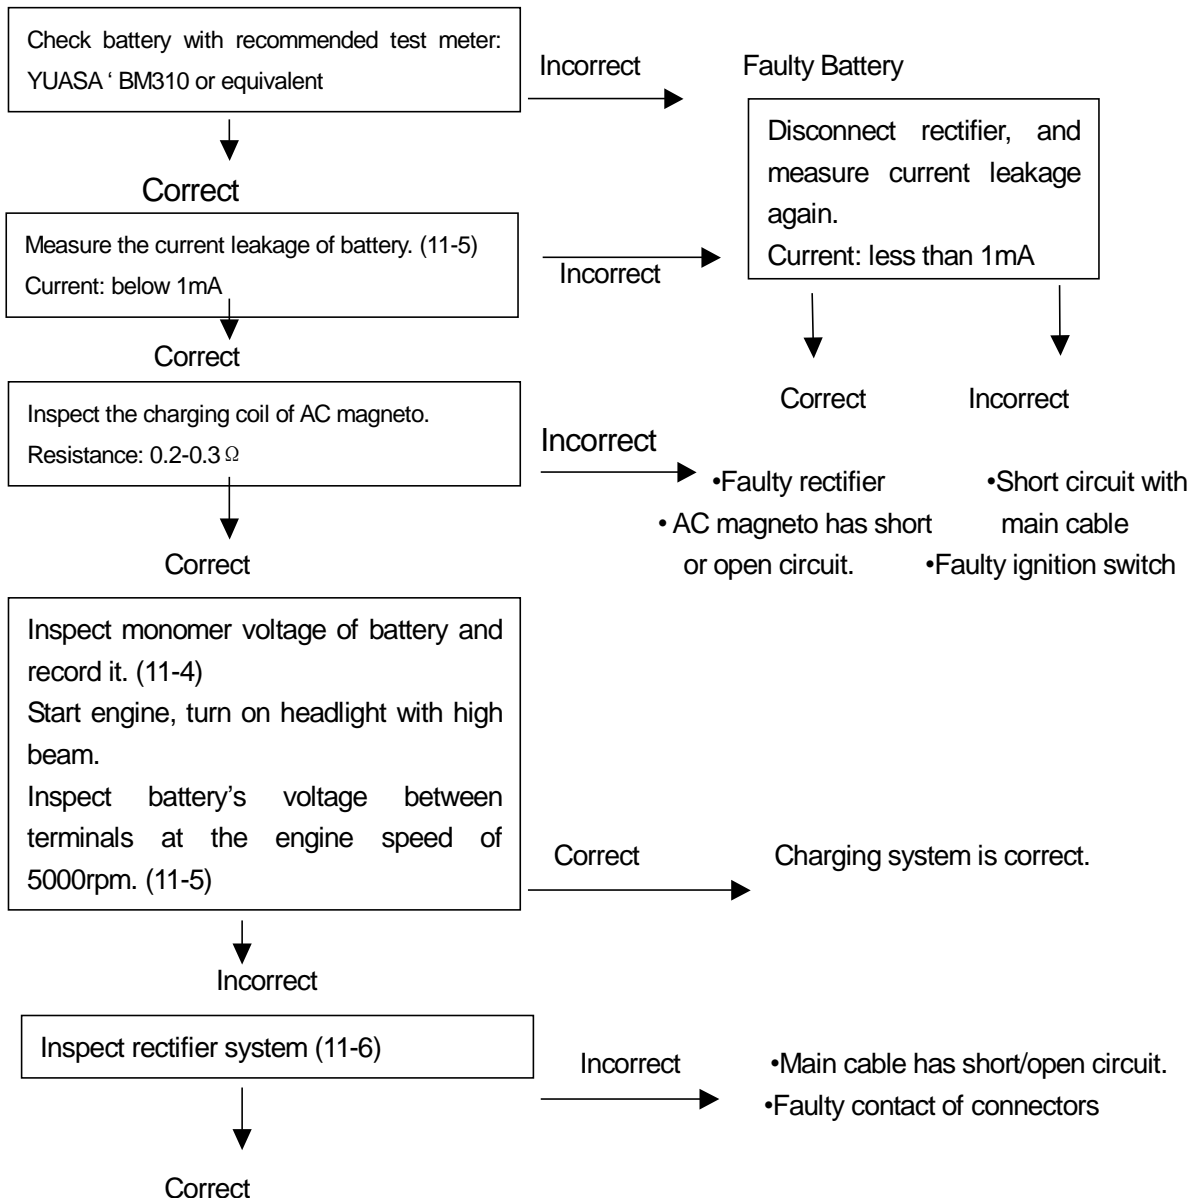 Check battery with recommended test meter:
YUASA ‘ BM310 or equivalent
Incorrect
Faulty Battery
Correct
Disconnect rectifier, and
measure current leakage
again.
Current: less than 1mA
Measure the current leakage of battery. (11-5)
Current: below 1mA
Incorrect
Correct
Correct
Incorrect
Inspect the charging coil of AC magneto.
Resistance: 0.2-0.3Ω
Incorrect
•Faulty rectifier
• AC magneto has short
or open circuit.
•Short circuit with
main cable
•Faulty ignition switch
Correct
Inspect monomer voltage of battery and
record it. (11-4)
Start engine, turn on headlight with high
beam.
Inspect battery’s voltage between
terminals at the engine speed of
5000rpm. (11-5)
Correct
Charging system is correct.
Incorrect
Inspect rectifier system (11-6)
Incorrect
•Main cable has short/open circuit.
•Faulty contact of connectors
Correct